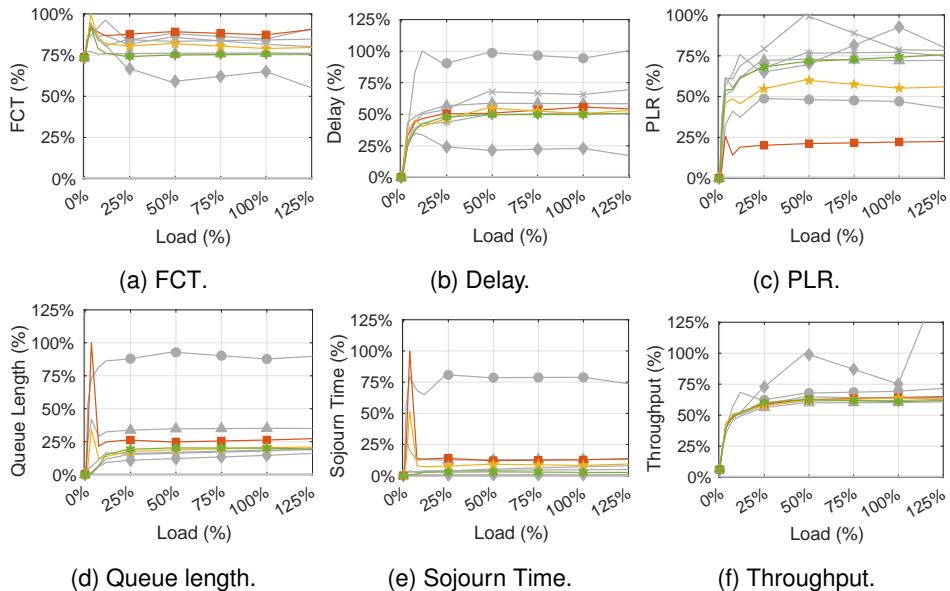 100%
75%
50%
25%
0%
FCT (%)
0% 25% 50% 75% 100% 125%
Load (%)
(a) FCT.
125%
100%
75%
50%
25%
0%
Delay (%)
0% 25% 50% 75% 100% 125%
Load (%)
(b) Delay.
100%
75%
50%
25%
0%
PLR (%)
0% 25% 50% 75% 100% 125%
Load (%)
(c) PLR.
125%
100%
75%
50%
25%
0%
Queue Length (%)
0% 25% 50% 75% 100% 125%
Load (%)
(d) Queue length.
125%
100%
75%
50%
25%
0%
Sojourn Time (%)
0% 25% 50% 75% 100% 125%
Load (%)
(e) Sojourn Time.
125%
100%
75%
50%
25%
0%
Throughput (%)
0% 25% 50% 75% 100% 125%
Load (%)
(f) Throughput.